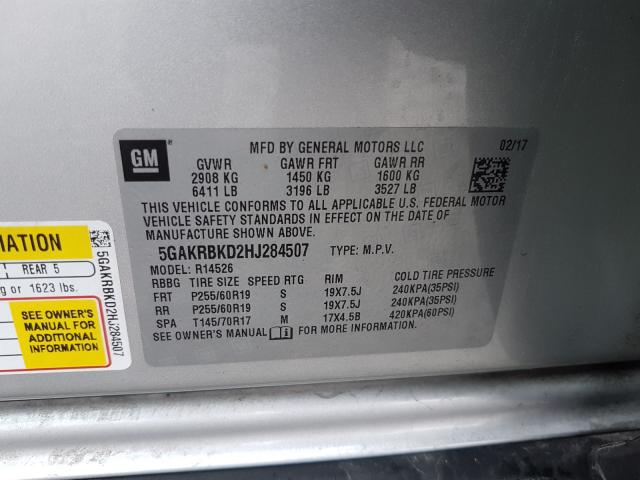 GM
MFD BY GENERAL MOTORS LLC 02/17
GVWR GAWR FRT GAWR RR
2908 KG 1450 KG 1600 KG
6411 LB 3196 LB 3527 LB
THIS VEHICLE CONFORMS TO ALL APPLICABLE U.S. FEDERAL MOTOR
VEHICLE SAFETY STANDARDS IN EFFECT ON THE DATE OF
MANUFACTURE SHOWN ABOVE.
5GAKRBKD2HJ284507 TYPE: M.P.V.
MODEL: R14526
RBBG TIRE SIZE SPEED RTG RIM COLD TIRE PRESSURE
FRT P255/60R19 S 19X7.5J 240KPA(35PSI)
RR P255/60R19 S 19X7.5J 240KPA(35PSI)
SPA T145/70R17 M 17X4.5B 420KPA(60PSI)
SEE OWNER'S MANUAL FOR MORE INFORMATION.
REAR 5
or 1623 lbs.
SEE OWNER'S
MANUAL FOR
ADDITIONAL
INFORMATION
5GAKRBKD2HJ284507